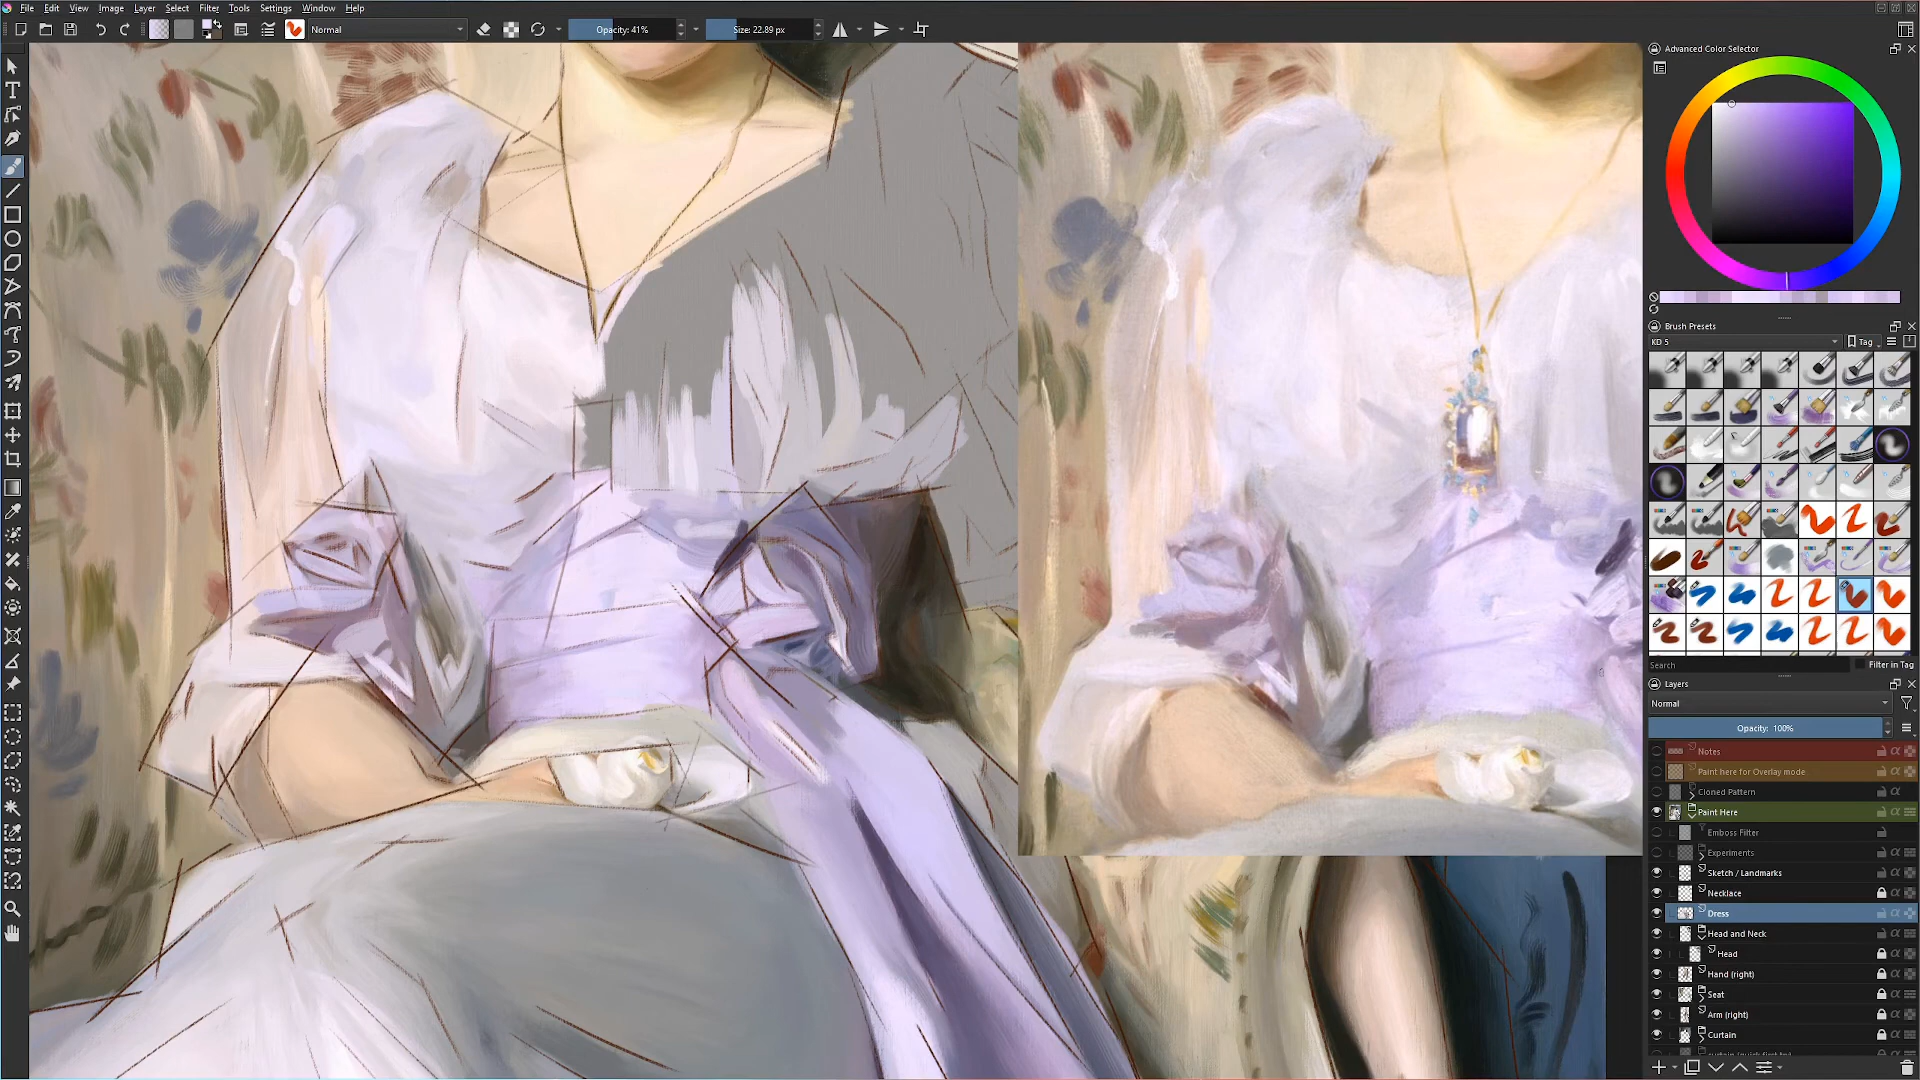 File Edit View Image Layer Select Filter Tools Settings Window Help
Normal
Opacity: 41%
Size: 22.89 px
Advanced Color Selector
Brush Presets
KD 5
Tag
Search
Filter in Tag
Layers
Normal
Opacity: 100%
Notes
Paint here for Overlay mode
Cloned Pattern
Paint Here
Emboss Filter
Experiments
Sketch / Landmarks
Necklace
Dress
Head and Neck
Head
Hand (right)
Seat
Arm (right)
Curtain